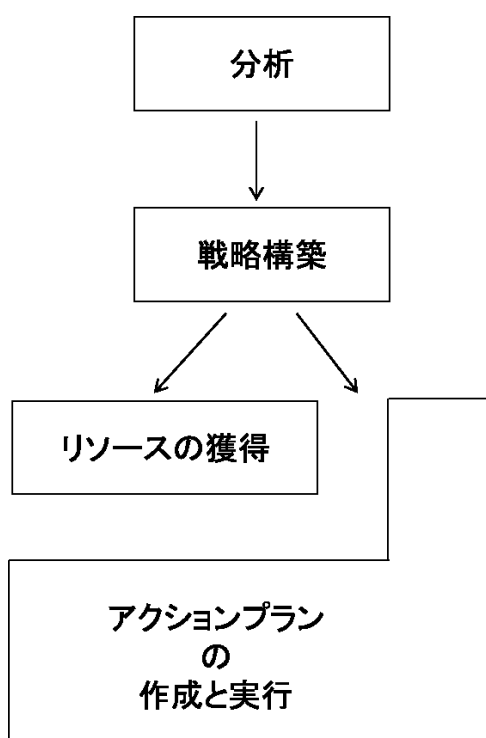 分析
戦略構築
リソースの獲得
アクションプラン
の
作成と実行